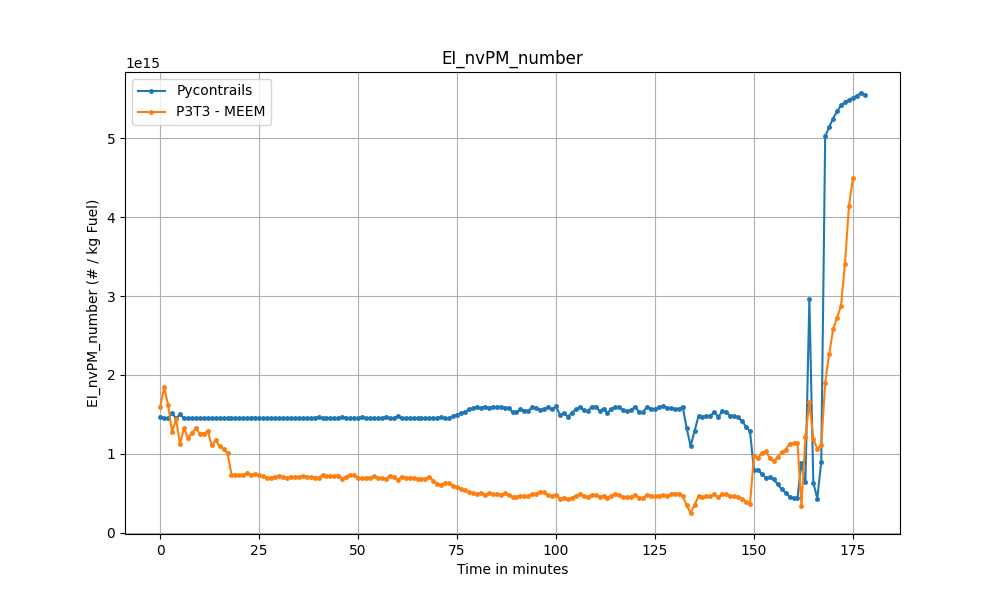 EI_nvPM_number
1e15
Pycontrails
P3T3 - MEEM
EI_nvPM_number (# / kg Fuel)
5
4
3
2
1
0
0 25 50 75 100 125 150 175
Time in minutes